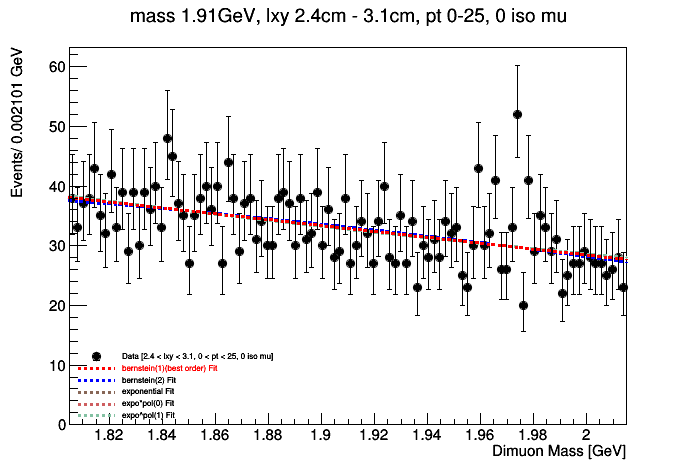 mass 1.91GeV, lxy 2.4cm - 3.1cm, pt 0-25, 0 iso mu
Events/ 0.002101 GeV
60
50
40
30
20
10
0
Data [2.4 < lxy < 3.1, 0 < pt < 25, 0 iso mu]
bernstein(1)(best order) Fit
bernstein(2) Fit
exponential Fit
expo*pol(0) Fit
expo^pol(1) Fit
1.82 1.84 1.86 1.88 1.9 1.92 1.94 1.96 1.98 2
Dimuon Mass [GeV]